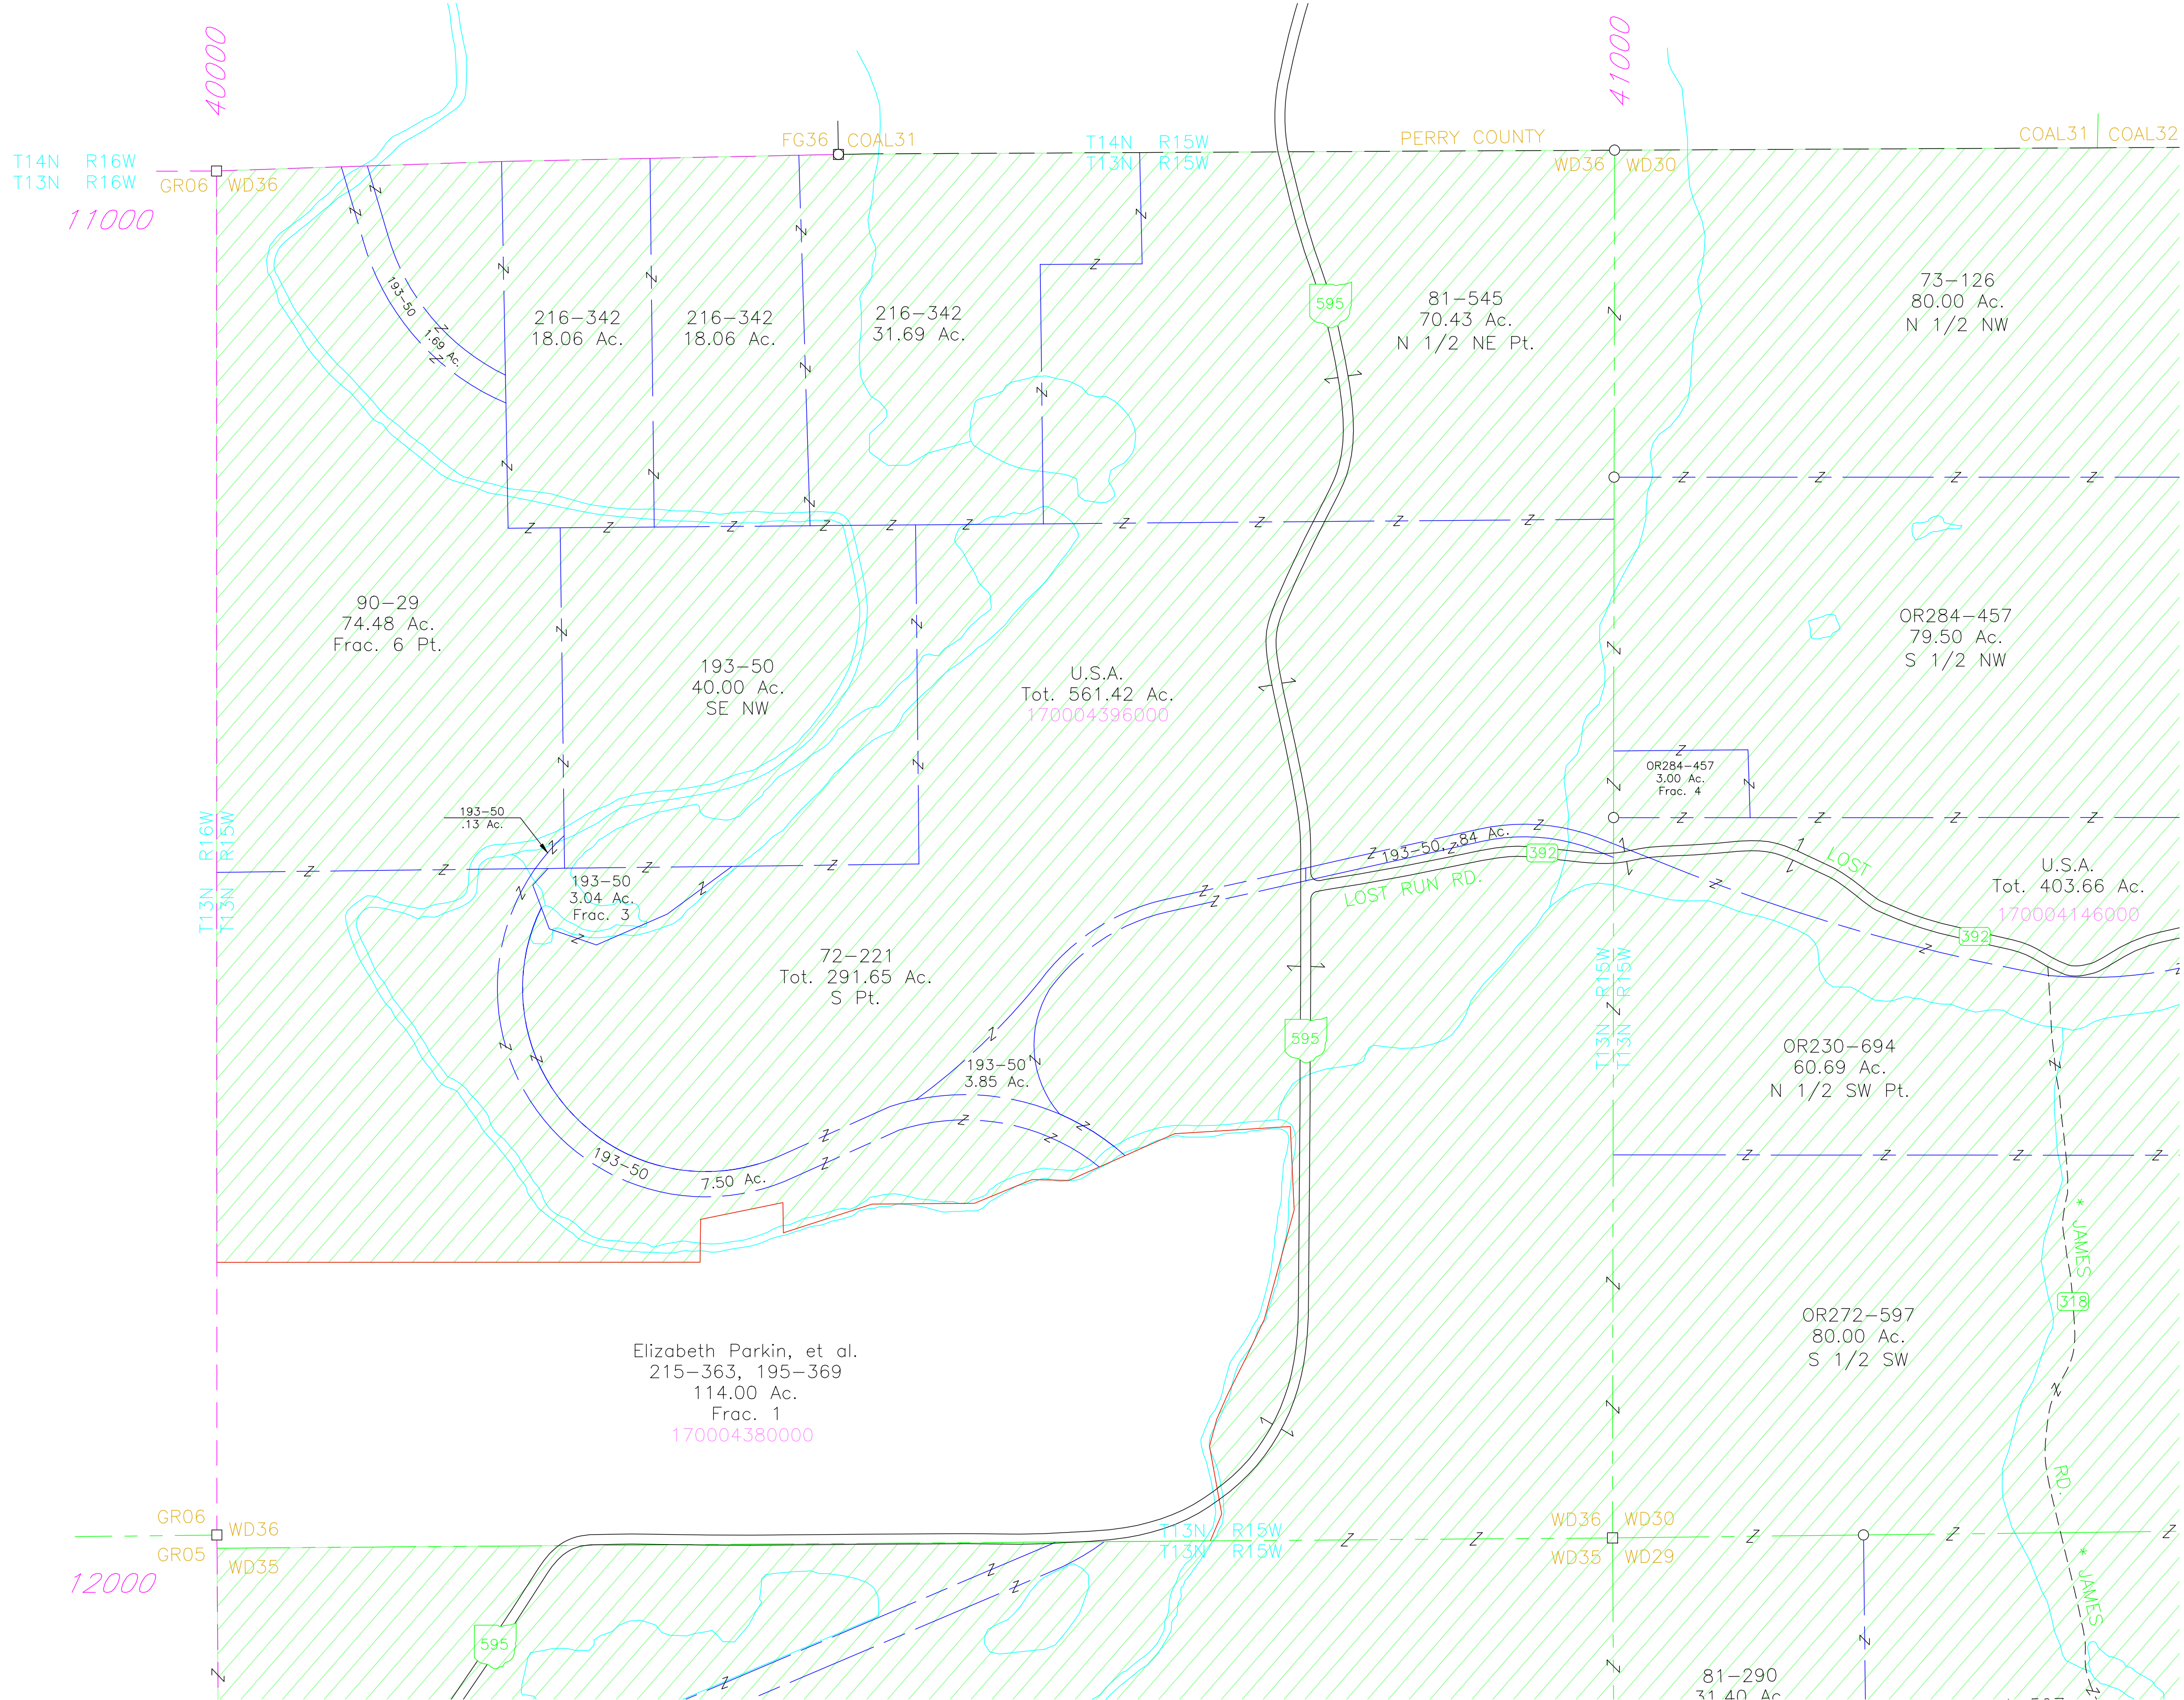 40000
41000
T14N R16W
T13N R16W
GR06
WD36
11000
FG36
COAL31
T14N R15W
T13N R15W
PERRY COUNTY
WD36
WD30
COAL31
COAL32
193-50
1.69 Ac.
216-342
18.06 Ac.
216-342
18.06 Ac.
216-342
31.69 Ac.
595
81-545
70.43 Ac.
N 1/2 NE Pt.
73-126
80.00 Ac.
N 1/2 NW
90-29
74.48 Ac.
Frac. 6 Pt.
193-50
40.00 Ac.
SE NW
U.S.A.
Tot. 561.42 Ac.
170004396000
OR284-457
79.50 Ac.
S 1/2 NW
OR284-457
3.00 Ac.
Frac. 4
193-50
.13 Ac.
T13N R16W
T13N R15W
193-50
3.04 Ac.
Frac. 3
193-50, .84 Ac.
392
LOST RUN RD.
LOST
U.S.A.
Tot. 403.66 Ac.
170004146000
392
72-221
Tot. 291.65 Ac.
S Pt.
T13N R15W
T13N R15W
595
193-50
3.85 Ac.
OR230-694
60.69 Ac.
N 1/2 SW Pt.
193-50
7.50 Ac.
* JAMES
318
RD.
OR272-597
80.00 Ac.
S 1/2 SW
Elizabeth Parkin, et al.
215-363, 195-369
114.00 Ac.
Frac. 1
170004380000
GR06
WD36
GR05
WD35
12000
T13N R15W
T13N R15W
WD36
WD30
WD35
WD29
* JAMES
595
81-290
31.40 Ac